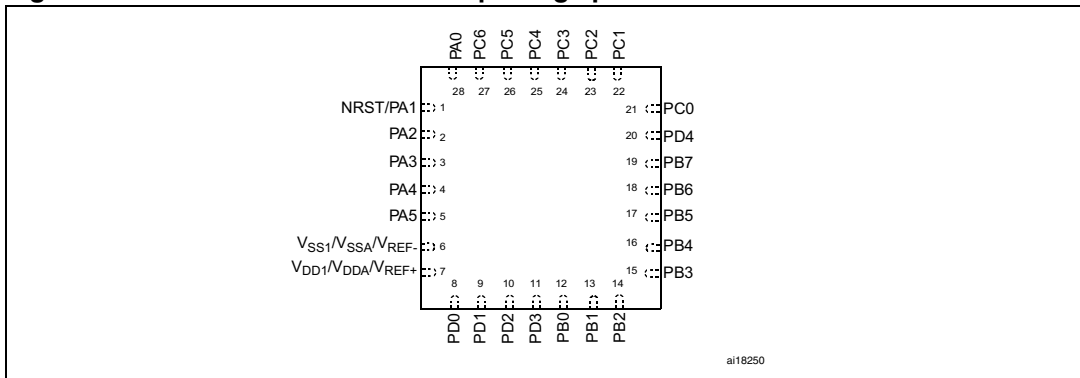 PA0 PC6 PC5 PC4 PC3 PC2 PC1
28 27 26 25 24 23 22
NRST/PA1 1
PA2 2
PA3 3
PA4 4
PA5 5
VSS1/VSSA/VREF- 6
VDD1/VDDA/VREF+ 7
21 PC0
20 PD4
19 PB7
18 PB6
17 PB5
16 PB4
15 PB3
8 9 10 11 12 13 14
PD0 PD1 PD2 PD3 PB0 PB1 PB2
ai18250